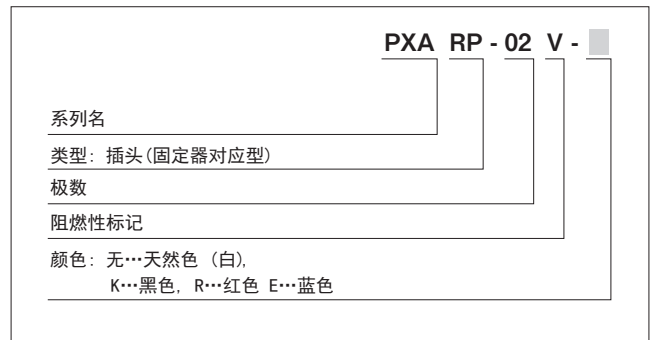 PXA RP - 02 V -
系列名
类型: 插头(固定器对应型)
极数
阻燃性标记
颜色: 无…天然色 (白),
K…黑色, R…红色 E…蓝色